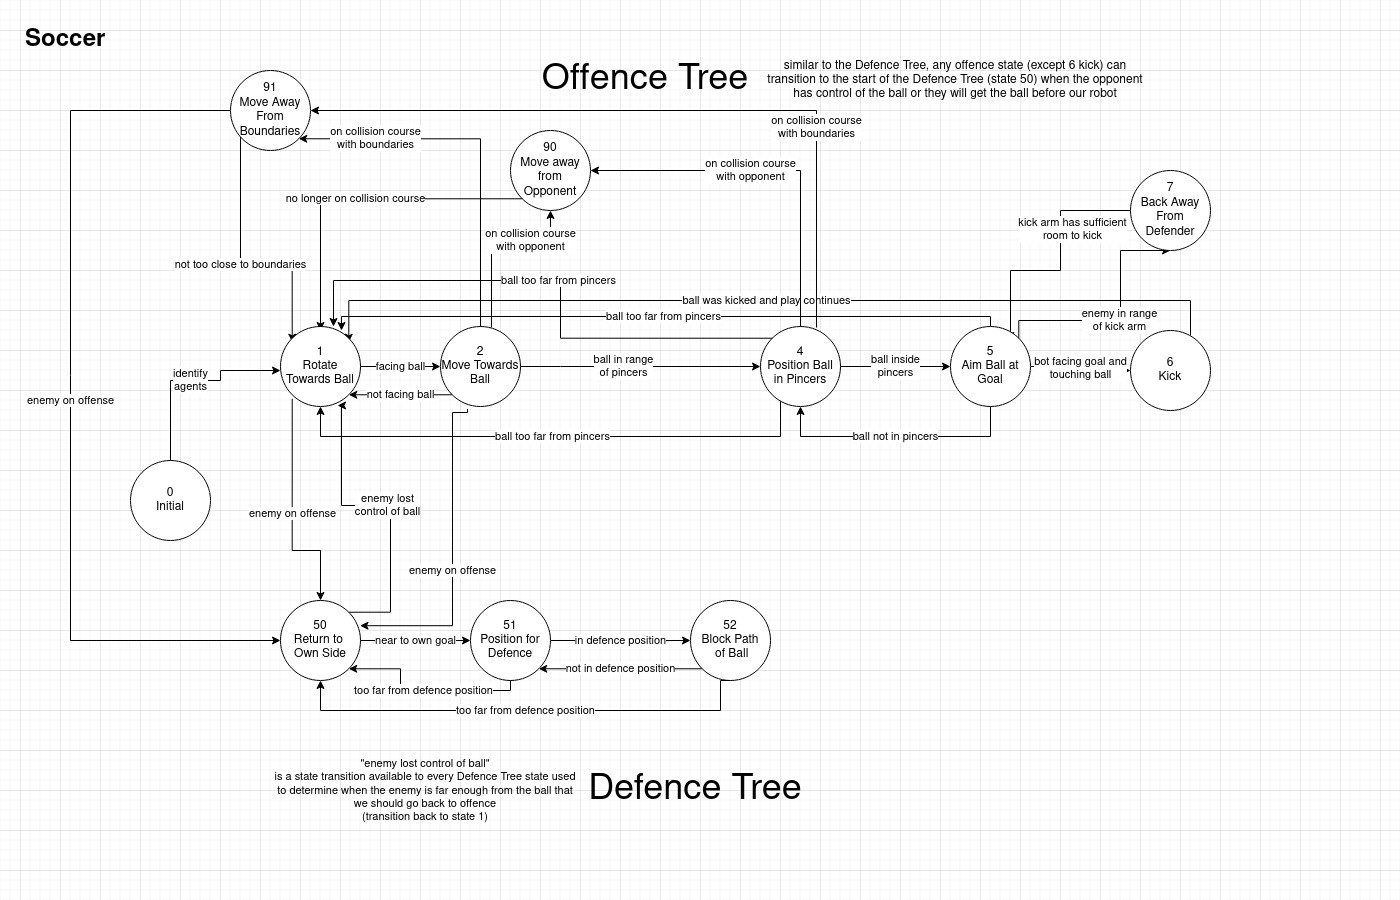 Soccer
Offence Tree
similar to the Defence Tree, any offence state (except 6 kick) can
transition to the start of the Defence Tree (state 50) when the opponent
has control of the ball or they will get the ball before our robot
91
Move Away
From
Boundaries
on collision course
with boundaries
on collision course
with boundaries
90
Move away
from
Opponent
on collision course
with opponent
7
Back Away
From
Defender
no longer on collision course
kick arm has sufficient
room to kick
on collision course
with opponent
not too close to boundaries
ball too far from pincers
ball was kicked and play continues
ball too far from pincers
enemy in range
of kick arm
1
Rotate
Towards Ball
facing ball
2
Move Towards
Ball
ball in range
of pincers
4
Position Ball
in Pincers
ball inside
pincers
5
Aim Ball at
Goal
bot facing goal and
touching ball
6
Kick
identify
agents
not facing ball
enemy on offense
ball too far from pincers
ball not in pincers
0
Initial
enemy lost
control of ball
enemy on offense
enemy on offense
50
Return to
Own Side
near to own goal
51
Position for
Defence
in defence position
52
Block Path
of Ball
not in defence position
too far from defence position
too far from defence position
"enemy lost control of ball"
is a state transition available to every Defence Tree state used
to determine when the enemy is far enough from the ball that
we should go back to offence
(transition back to state 1)
Defence Tree